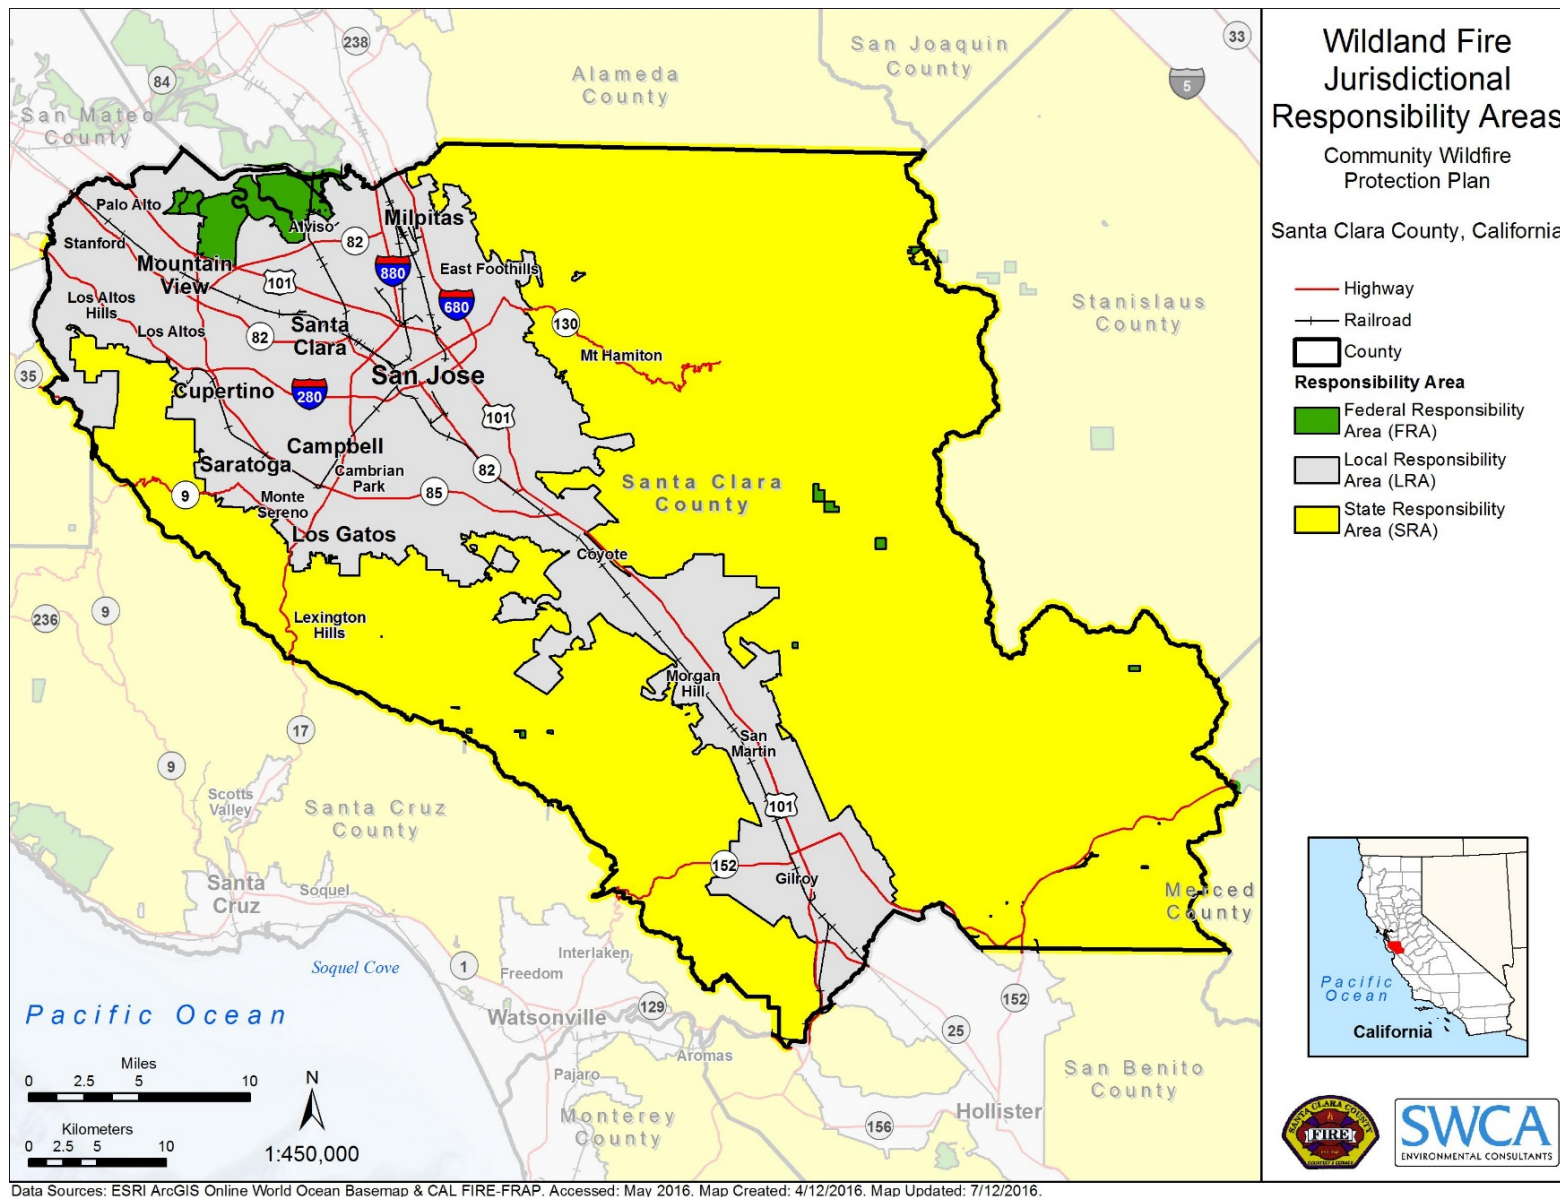 Wildland Fire
Jurisdictional
Responsibility Areas
Community Wildfire
Protection Plan
Santa Clara County, California
Highway
Railroad
County
Responsibility Area
Federal Responsibility
Area (FRA)
Local Responsibility
Area (LRA)
State Responsibility
Area (SRA)
238
84
San Mateo
County
Alameda
County
San Joaquin
County
33
5
Palo Alto
Stanford
Alviso
Milpitas
82
Mountain
View
101
880
East Foothills
680
Los Altos
Hills
Los Altos
82
Santa
Clara
130
Mt Hamiton
Stanislaus
County
35
Cupertino
280
San Jose
101
Campbell
Saratoga
Cambrian
Park
82
85
9
Monte
Sereno
Los Gatos
Santa Clara
County
Coyote
236
9
Lexington
Hills
Morgan
Hill
17
San
Martin
9
Scotts
Valley
Santa Cruz
County
101
152
Gilroy
Santa
Cruz
Soquel
Merced
County
Interlaken
Freedom
Soquel Cove
1
Watsonville
129
152
25
Pacific Ocean
Aromas
Pajaro
San Benito
County
Monterey
County
156
Hollister
Miles
0 2.5 5 10
Kilometers
0 2.5 5 10
N
1:450,000
Pacific
Ocean
California
SANTA CLARA COUNTY
FIRE
SWCA
ENVIRONMENTAL CONSULTANTS
Data Sources: ESRI ArcGIS Online World Ocean Basemap & CAL FIRE-FRAP. Accessed: May 2016. Map Created: 4/12/2016. Map Updated: 7/12/2016.